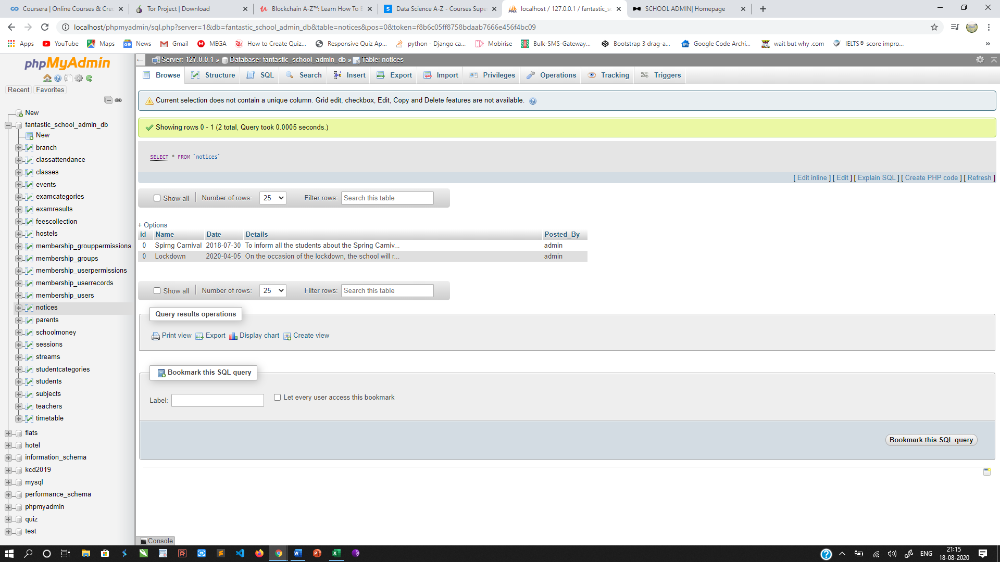 Coursera | Online Courses & Cre
Tor Project | Download
Blockchain A-Z™: Learn How To B
Data Science A-Z - Courses Supe
localhost / 127.0.0.1 / fantastic_sc
SCHOOL ADMIN| Homepage
localhost/phpmyadmin/sql.php?server=1&db=fantastic_school_admin_db&table=notices&pos=0&token=f8b6c05ff8758bdaab7666e456f4bc09
Apps YouTube Maps News Gmail MEGA How to Create Quiz... Responsive Quiz Ap... python - Django ca... Mobirise Bulk-SMS-Gateway... Bootstrap 3 drag-a... Google Code Archi... wait but why .com IELTS® score impro... »
phpMyAdmin
Recent Favorites
New
fantastic_school_admin_db
New
branch
classattendance
classes
events
examcategories
examresults
feescollection
hostels
membership_grouppermissions
membership_groups
membership_userpermissions
membership_userrecords
membership_users
notices
parents
schoolmoney
sessions
streams
studentcategories
students
subjects
teachers
timetable
flats
hotel
information_schema
kcd2019
mysql
performance_schema
phpmyadmin
quiz
test
Server: 127.0.0.1 » Database: fantastic_school_admin_db » Table: notices
Browse Structure SQL Search Insert Export Import Privileges Operations Tracking Triggers
Current selection does not contain a unique column. Grid edit, checkbox, Edit, Copy and Delete features are not available.
Showing rows 0 - 1 (2 total, Query took 0.0005 seconds.)
SELECT * FROM `notices`
[ Edit inline ] [ Edit ] [ Explain SQL ] [ Create PHP code ] [ Refresh ]
Show all Number of rows: 25 Filter rows: Search this table
+ Options
id Name Date Details Posted_By
0 Spirng Carnival 2018-07-30 To inform all the students about the Spring Carniv... admin
0 Lockdown 2020-04-05 On the occasion of the lockdown, the school will r... admin
Show all Number of rows: 25 Filter rows: Search this table
Query results operations
Print view Export Display chart Create view
Bookmark this SQL query
Label: Let every user access this bookmark
Bookmark this SQL query
Console
ENG
21:15
18-08-2020